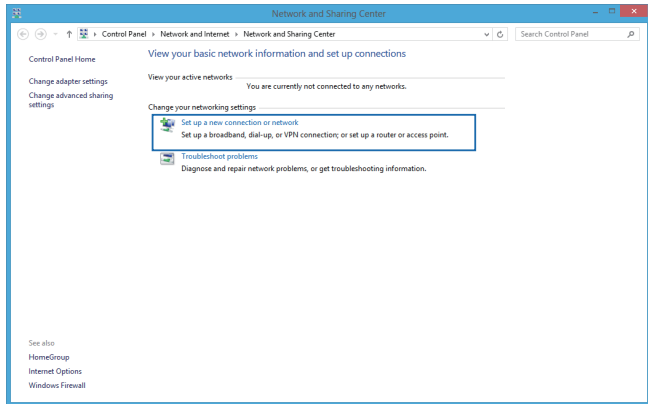 Network and Sharing Center
Control Panel Network and Internet Network and Sharing Center
Search Control Panel
Control Panel Home
Change adapter settings
Change advanced sharing
settings
View your basic network information and set up connections
View your active networks
You are currently not connected to any networks.
Change your networking settings
Set up a new connection or network
Set up a broadband, dial-up, or VPN connection; or set up a router or access point.
Troubleshoot problems
Diagnose and repair network problems, or get troubleshooting information.
See also
HomeGroup
Internet Options
Windows Firewall